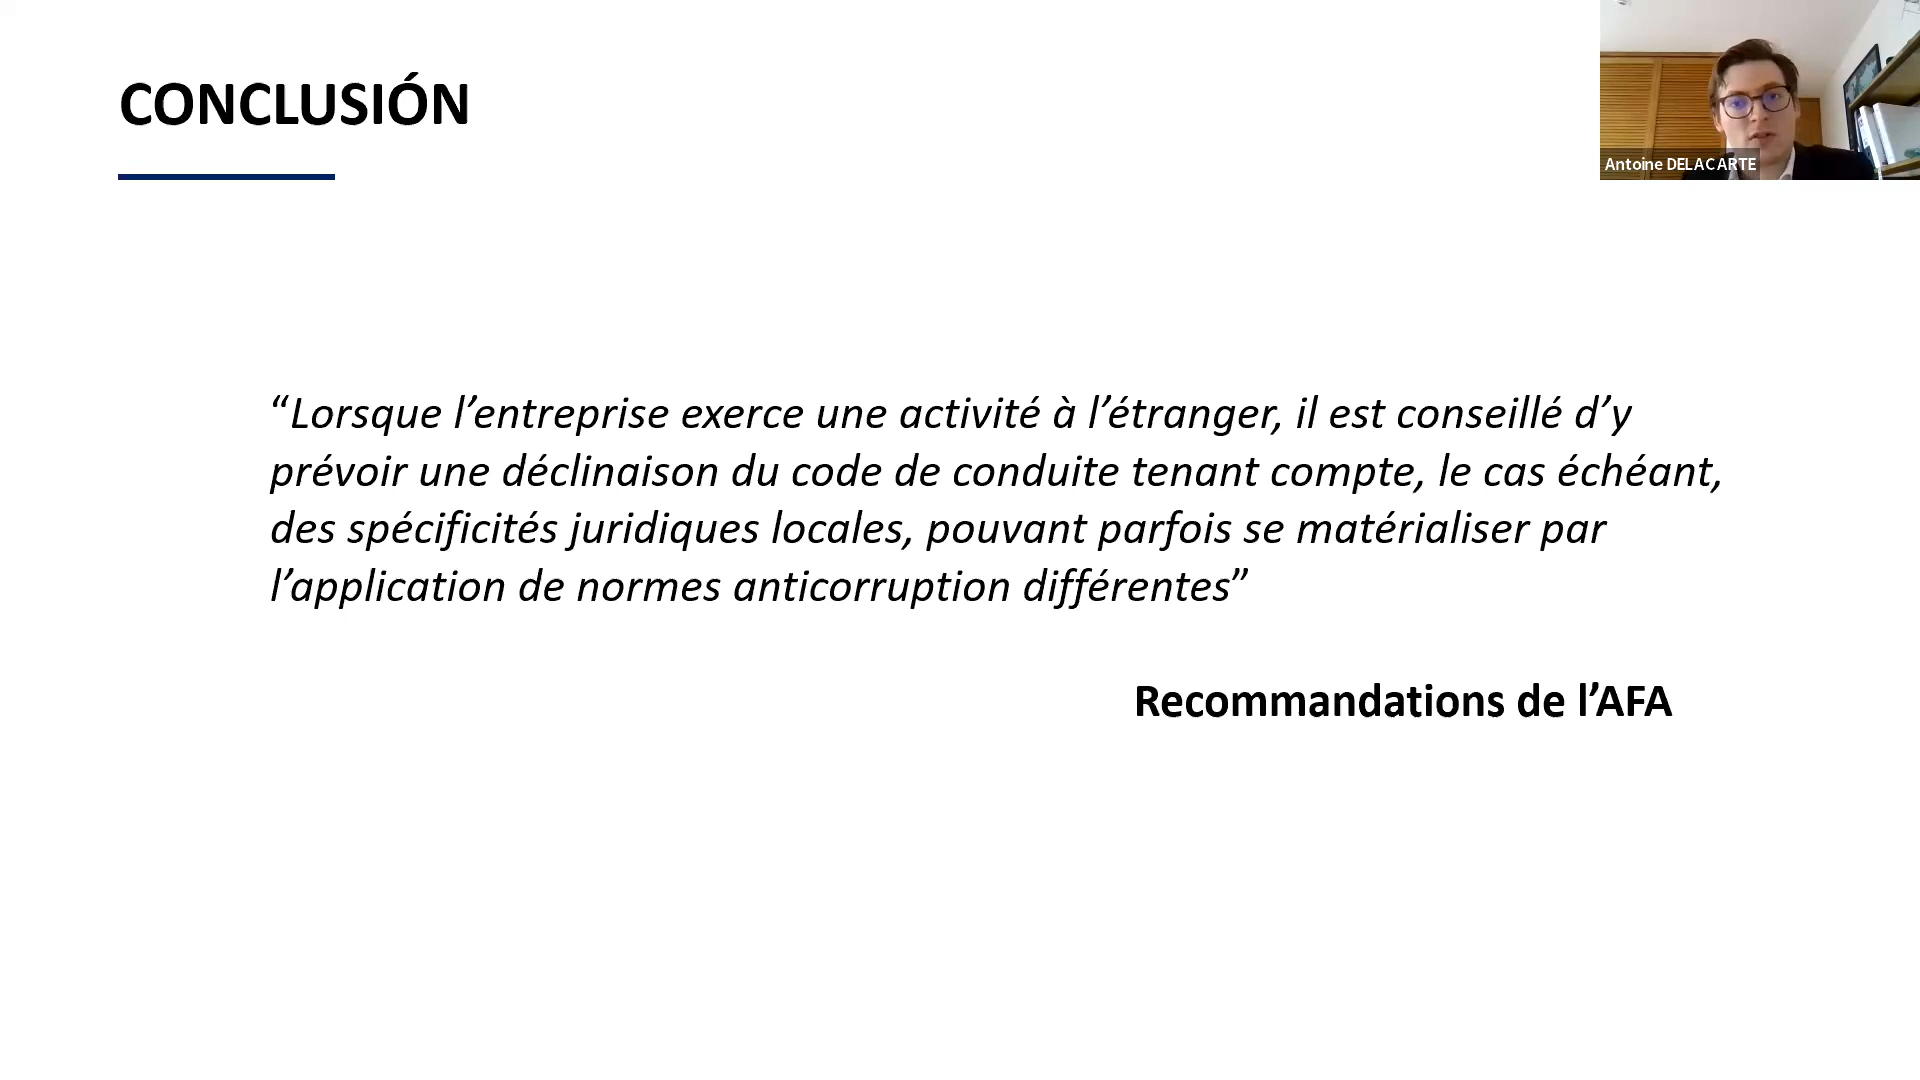 CONCLUSIÓN
Antoine DELACARTE
“Lorsque l’entreprise exerce une activité à l’étranger, il est conseillé d’y
prévoir une déclinaison du code de conduite tenant compte, le cas échéant,
des spécificités juridiques locales, pouvant parfois se matérialiser par
l’application de normes anticorruption différentes”
Recommandations de l’AFA